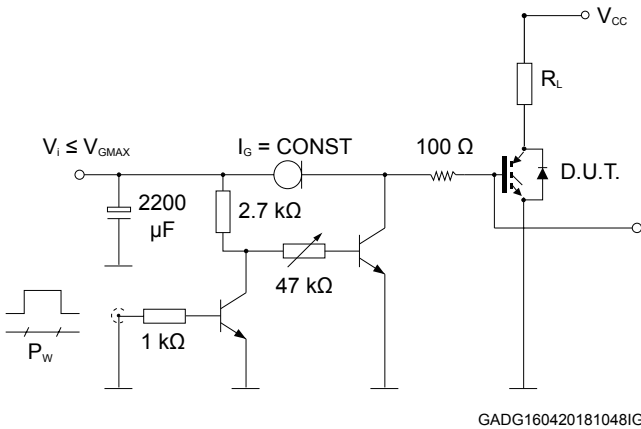 V_CC
R_L
V_i ≤ V_GMAX
I_G = CONST
100 Ω
D.U.T.
2200
µF
2.7 kΩ
47 kΩ
1 kΩ
P_W
GADG160420181048IG